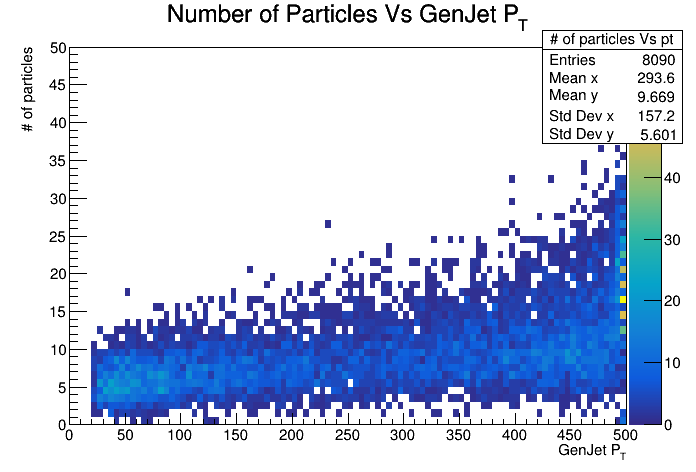 Number of Particles Vs GenJet P_T
# of particles Vs pt
Entries 8090
Mean x 293.6
Mean y 9.669
Std Dev x 157.2
Std Dev y 5.601
# of particles
50
45
40
35
30
25
20
15
10
5
0
40
30
20
10
0
0 50 100 150 200 250 300 350 400 450 500
GenJet P_T